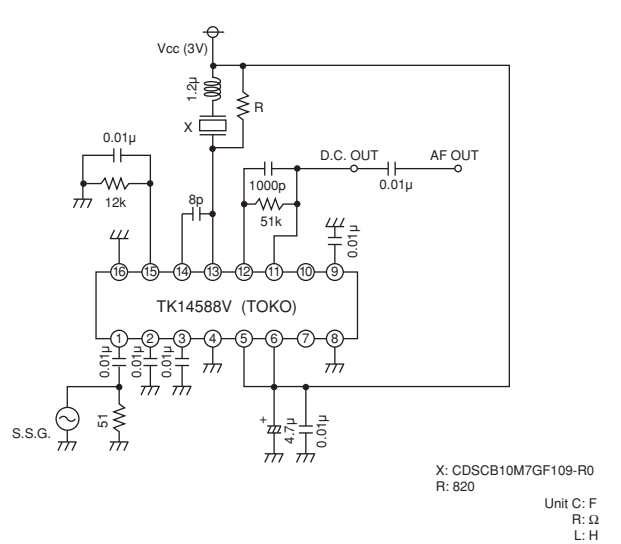 Vcc (3V)
1.2µ
R
X
0.01µ
12k
8p
1000p
51k
D.C. OUT
AF OUT
0.01µ
0.01µ
16 15 14 13 12 11 10 9
TK14588V (TOKO)
1 2 3 4 5 6 7 8
0.01µ
0.01µ
0.01µ
S.S.G.
51
+
4.7µ
0.01µ
X: CDSCB10M7GF109-R0
R: 820
Unit C: F
R: Ω
L: H